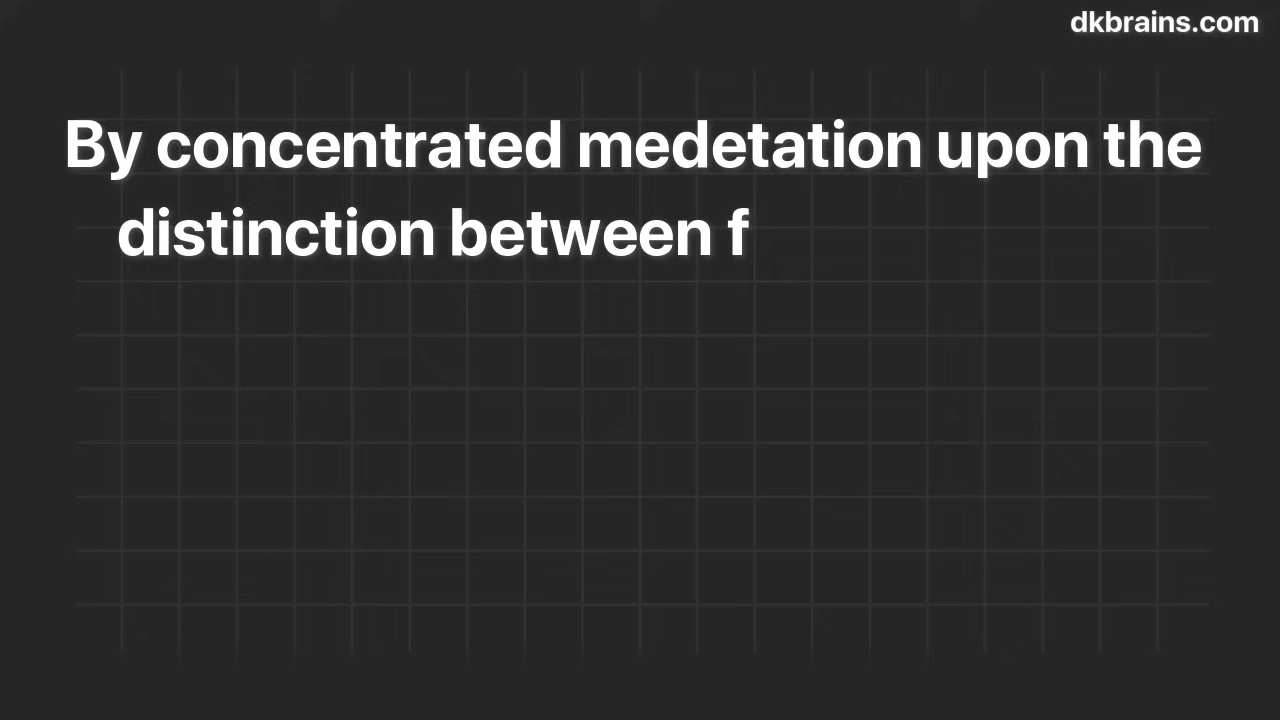 dkbrains.com
By concentrated medetation upon the
distinction between f